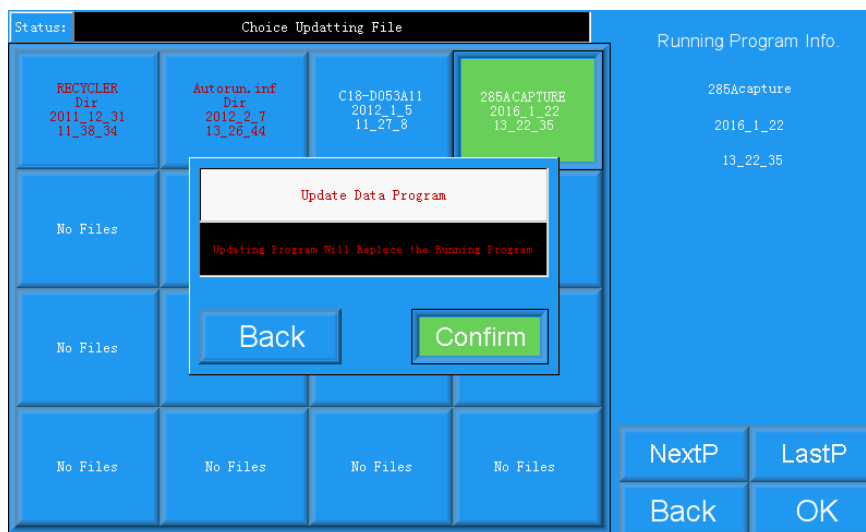 Status:
Choice Updatting File
Running Program Info.
RECYCLER
Dir
2011_12_31
11_38_34
Autorun.inf
Dir
2012_2_7
13_26_44
C18-D053A11
2012_1_5
11_27_8
285ACAPTURE
2016_1_22
13_22_35
285Acapture
2016_1_22
13_22_35
Update Data Program
Updating Program Will Replace the Running Program
Back
Confirm
No Files
No Files
No Files
No Files
No Files
No Files
NextP
LastP
Back
OK